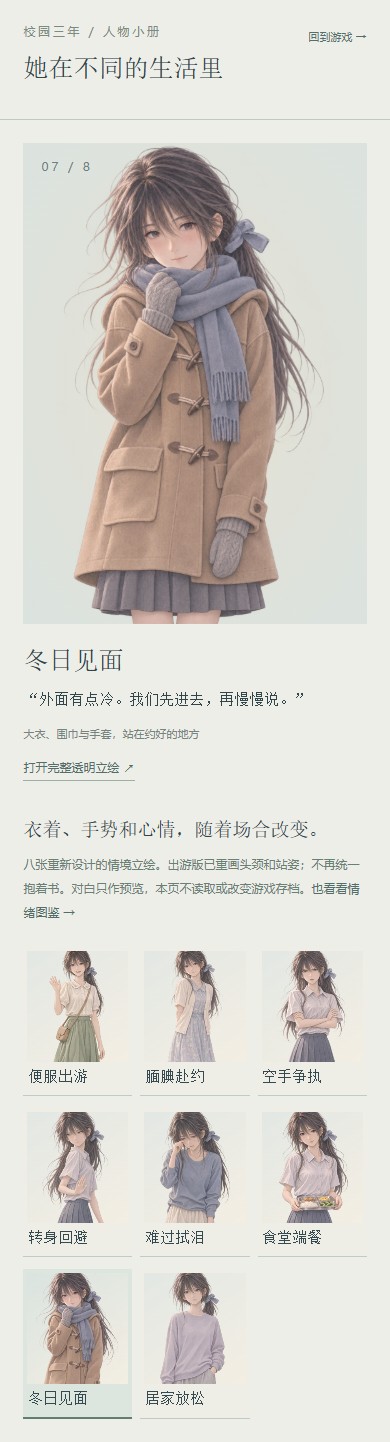 校园三年 / 人物小册
回到游戏 →
她在不同的生活里
07 / 8
冬日见面
“外面有点冷。我们先进去，再慢慢说。”
大衣、围巾与手套，站在约好的地方
打开完整透明立绘 ↗
衣着、手势和心情，随着场合改变。
八张重新设计的情境立绘。出游版已重画头颈和站姿；不再统一
抱着书。对白只作预览，本页不读取或改变游戏存档。也看看情
绪图鉴 →
便服出游
腼腆赴约
空手争执
转身回避
难过拭泪
食堂端餐
冬日见面
居家放松